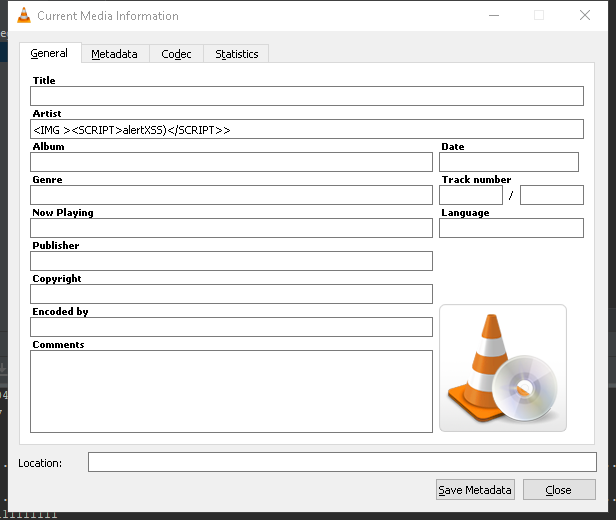 Current Media Information
General Metadata Codec Statistics
Title
Artist
<IMG ><SCRIPT>alertXSS)</SCRIPT>>
Album Date
Genre Track number
/
Now Playing Language
Publisher
Copyright
Encoded by
Comments
Location:
Save Metadata Close